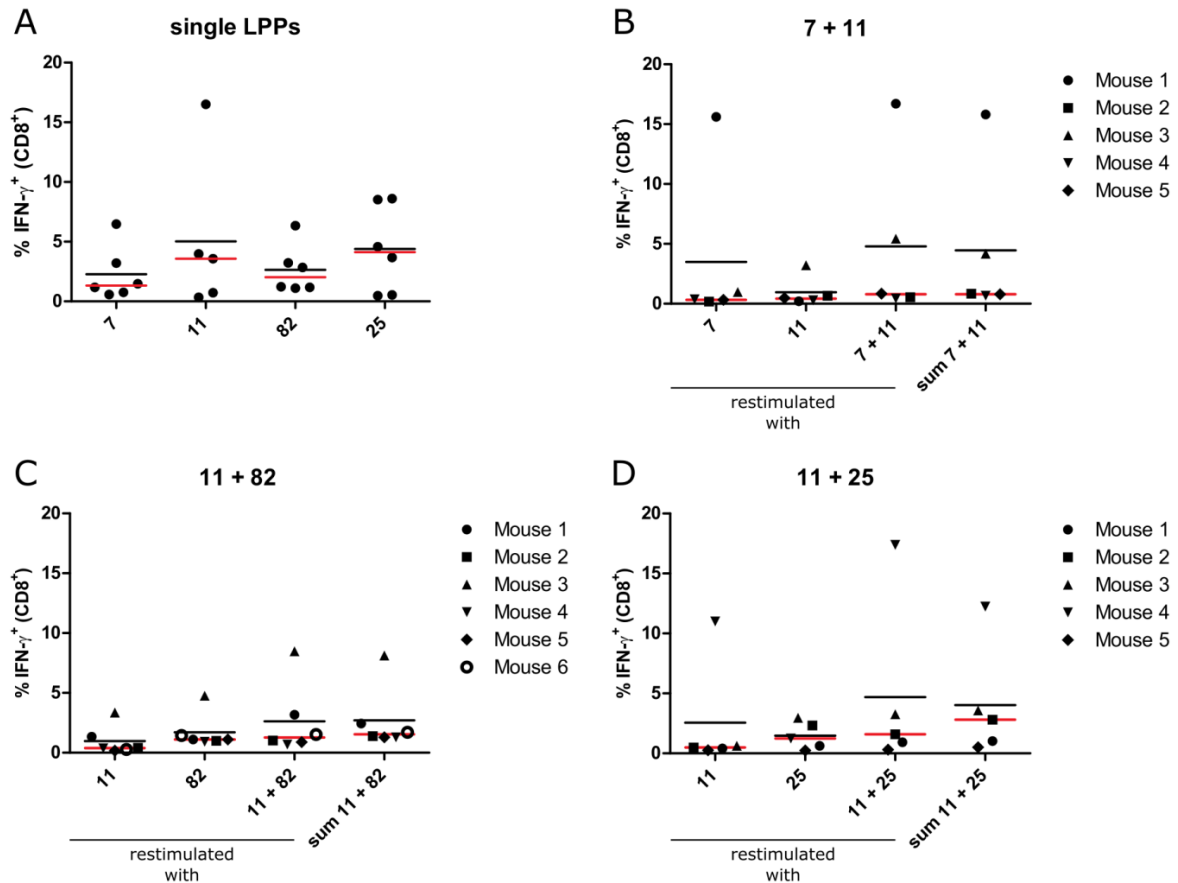 A
single LPPs
% IFN-γ+ (CD8+)
20
15
10
5
0
7
11
82
25
B
7 + 11
% IFN-γ+ (CD8+)
20
15
10
5
0
7
11
7 + 11
sum 7 + 11
restimulated
with
Mouse 1
Mouse 2
Mouse 3
Mouse 4
Mouse 5
C
11 + 82
% IFN-γ+ (CD8+)
20
15
10
5
0
11
82
11 + 82
sum 11 + 82
restimulated
with
Mouse 1
Mouse 2
Mouse 3
Mouse 4
Mouse 5
Mouse 6
D
11 + 25
% IFN-γ+ (CD8+)
20
15
10
5
0
11
25
11 + 25
sum 11 + 25
restimulated
with
Mouse 1
Mouse 2
Mouse 3
Mouse 4
Mouse 5